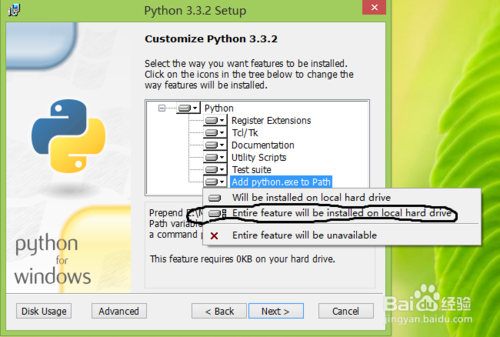 Python 3.3.2 Setup
Customize Python 3.3.2
Select the way you want features to be installed.
Click on the icons in the tree below to change the
way features will be installed.
Python
Register Extensions
Tcl/Tk
Documentation
Utility Scripts
Test suite
Add python.exe to Path
Will be installed on local hard drive
Entire feature will be installed on local hard drive
Entire feature will be unavailable
Prepend
Path variabl
a command p
This feature requires 0KB on your hard drive.
python
for
windows
Disk Usage
Advanced
< Back
Next >
Cancel
Bai 经验
jingyan.baidu.com